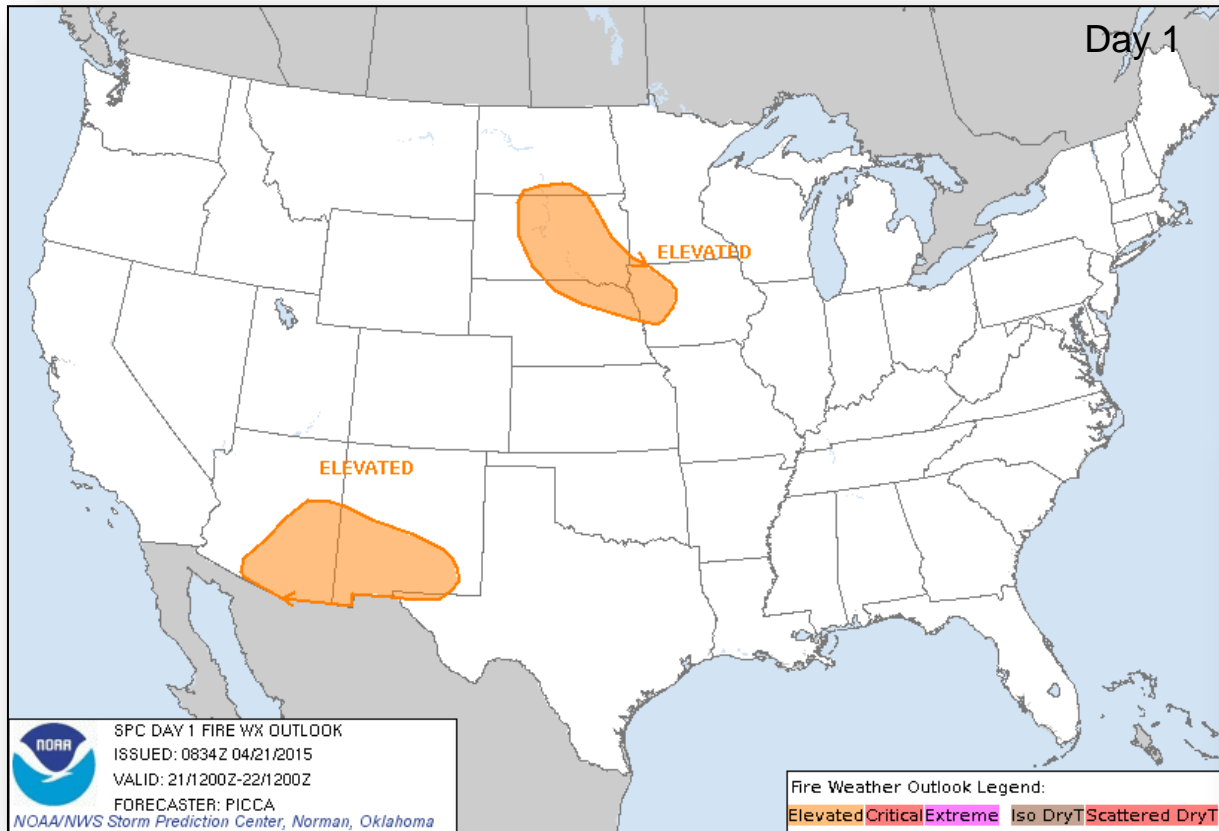 Day 1
ELEVATED
ELEVATED
NOAA
SPC DAY 1 FIRE WX OUTLOOK
ISSUED: 0834Z 04/21/2015
VALID: 21/1200Z-22/1200Z
FORECASTER: PICCA
NOAA/NWS Storm Prediction Center, Norman, Oklahoma
Fire Weather Outlook Legend:
Elevated Critical Extreme Iso DryT Scattered DryT